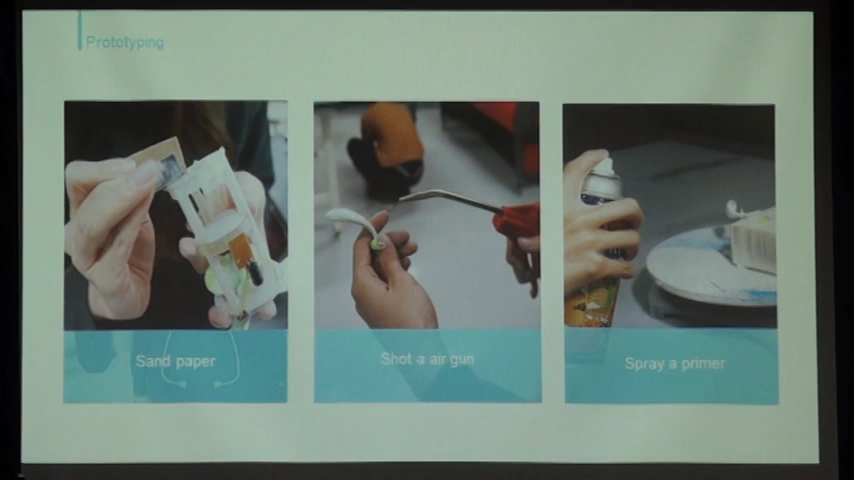 Prototyping
Sand paper
Shot a air gun
Spray a primer